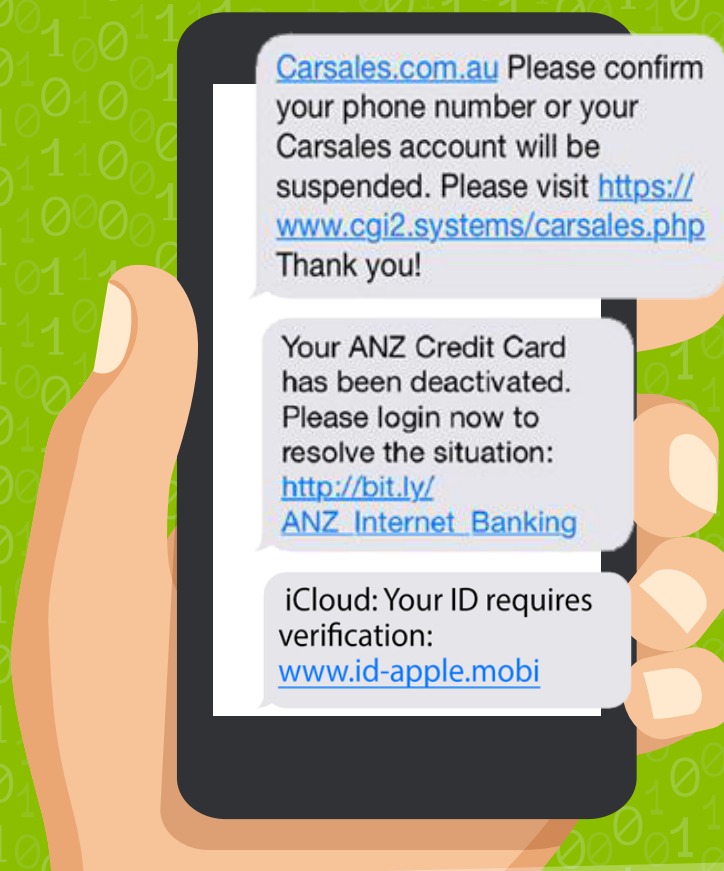 Carsales.com.au Please confirm
your phone number or your
Carsales account will be
suspended. Please visit https://
www.cgi2.systems/carsales.php
Thank you!
Your ANZ Credit Card
has been deactivated.
Please login now to
resolve the situation:
http://bit.ly/
ANZ_Internet_Banking
iCloud: Your ID requires
verification:
www.id-apple.mobi